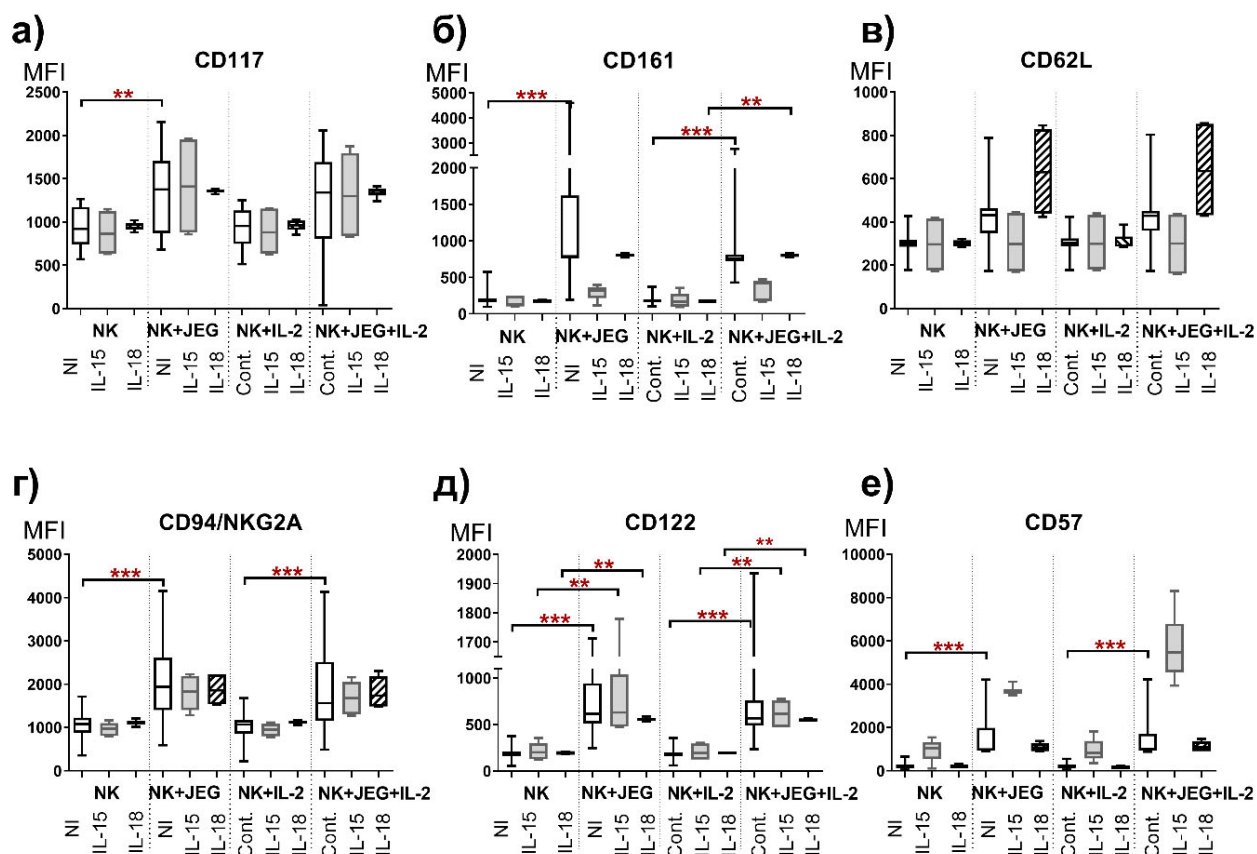 а)
CD117
MFI
2500
2000
1500
1000
500
0
**
NK
NK+JEG
NK+IL-2
NK+JEG+IL-2
NI
IL-15
IL-18
NI
IL-15
IL-18
Cont.
IL-15
IL-18
Cont.
IL-15
IL-18
б)
CD161
MFI
5000
4000
3000
2000
1500
1000
500
0
***
***
**
NK
NK+JEG
NK+IL-2
NK+JEG+IL-2
NI
IL-15
IL-18
NI
IL-15
IL-18
Cont.
IL-15
IL-18
Cont.
IL-15
IL-18
в)
CD62L
MFI
1000
800
600
400
200
0
NK
NK+JEG
NK+IL-2
NK+JEG+IL-2
NI
IL-15
IL-18
NI
IL-15
IL-18
Cont.
IL-15
IL-18
Cont.
IL-15
IL-18
г)
CD94/NKG2A
MFI
5000
4000
3000
2000
1000
0
***
***
NK
NK+JEG
NK+IL-2
NK+JEG+IL-2
NI
IL-15
IL-18
NI
IL-15
IL-18
Cont.
IL-15
IL-18
Cont.
IL-15
IL-18
д)
CD122
MFI
2000
1900
1800
1700
1000
500
0
***
**
**
***
**
**
NK
NK+JEG
NK+IL-2
NK+JEG+IL-2
NI
IL-15
IL-18
NI
IL-15
IL-18
Cont.
IL-15
IL-18
Cont.
IL-15
IL-18
е)
CD57
MFI
10000
8000
6000
4000
2000
0
***
***
NK
NK+JEG
NK+IL-2
NK+JEG+IL-2
NI
IL-15
IL-18
NI
IL-15
IL-18
Cont.
IL-15
IL-18
Cont.
IL-15
IL-18